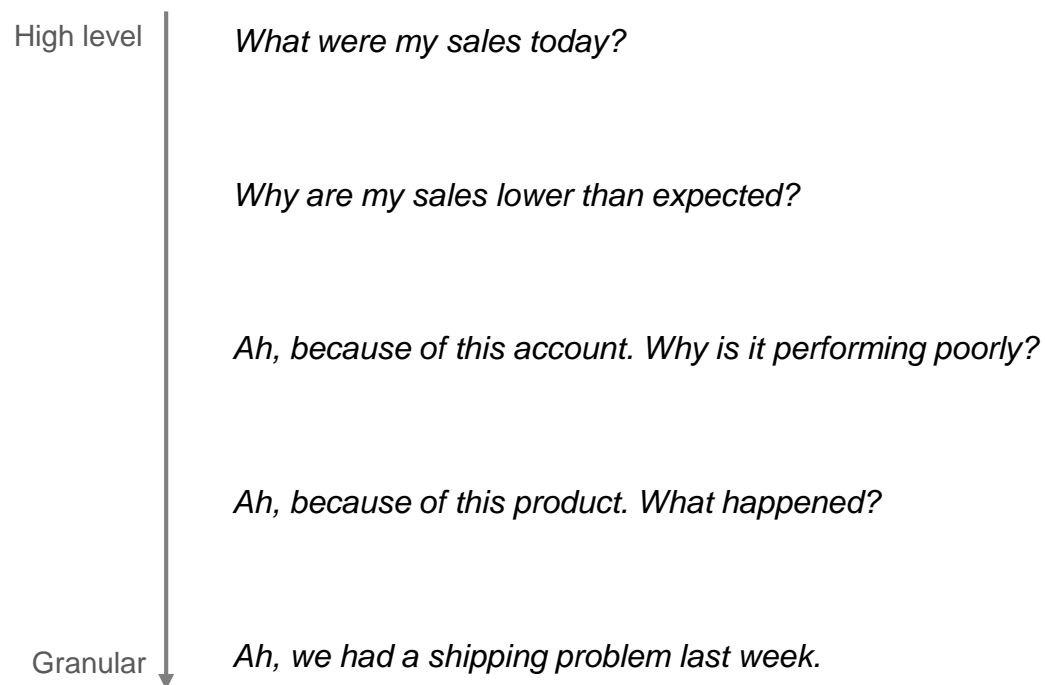 High level
What were my sales today?
Why are my sales lower than expected?
Ah, because of this account. Why is it performing poorly?
Ah, because of this product. What happened?
Granular
Ah, we had a shipping problem last week.